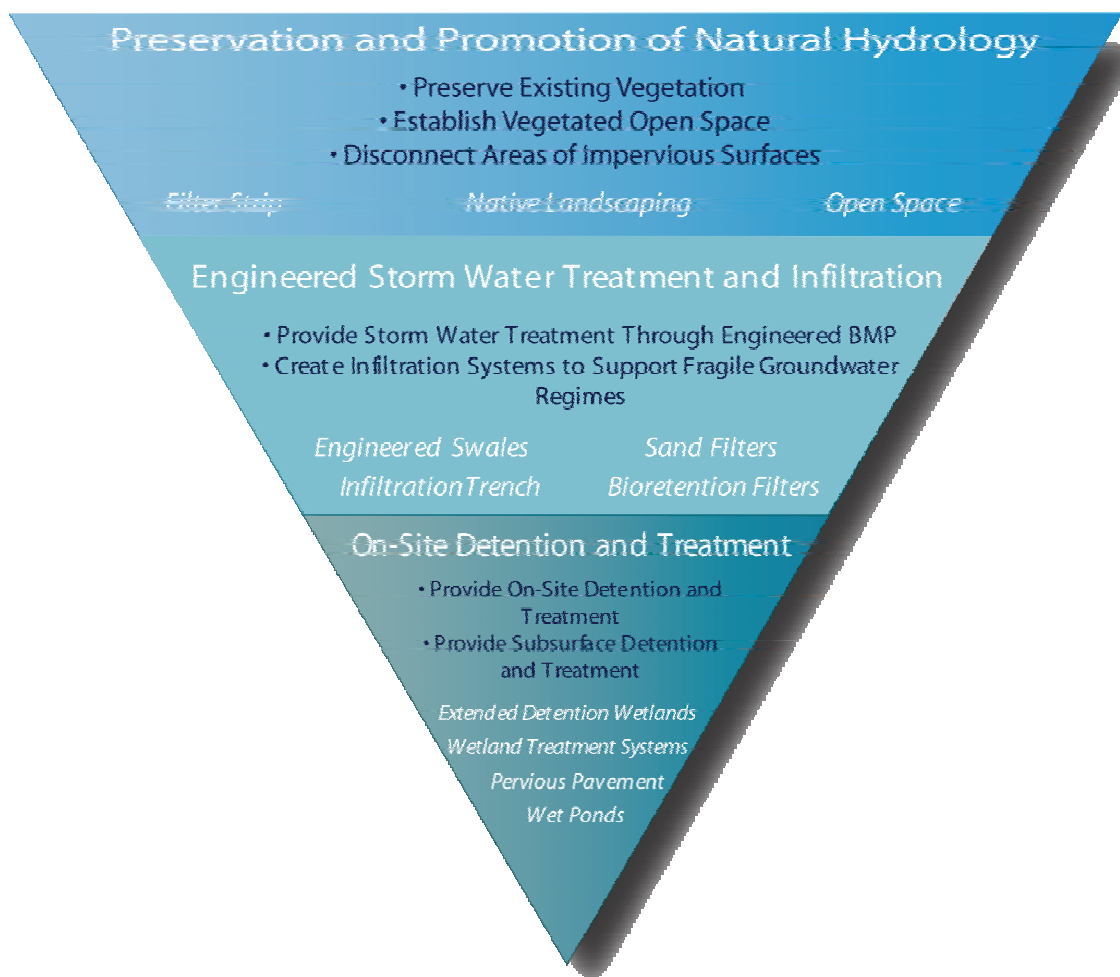 Preservation and Promotion of Natural Hydrology
• Preserve Existing Vegetation
• Establish Vegetated Open Space
• Disconnect Areas of Impervious Surfaces
Filter Strip Native Landscaping Open Space
Engineered Storm Water Treatment and Infiltration
• Provide Storm Water Treatment Through Engineered BMP
• Create Infiltration Systems to Support Fragile Groundwater
Regimes
Engineered Swales Sand Filters
Infiltration Trench Bioretention Filters
On-Site Detention and Treatment
• Provide On-Site Detention and
Treatment
• Provide Subsurface Detention
and Treatment
Extended Detention Wetlands
Wetland Treatment Systems
Pervious Pavement
Wet Ponds